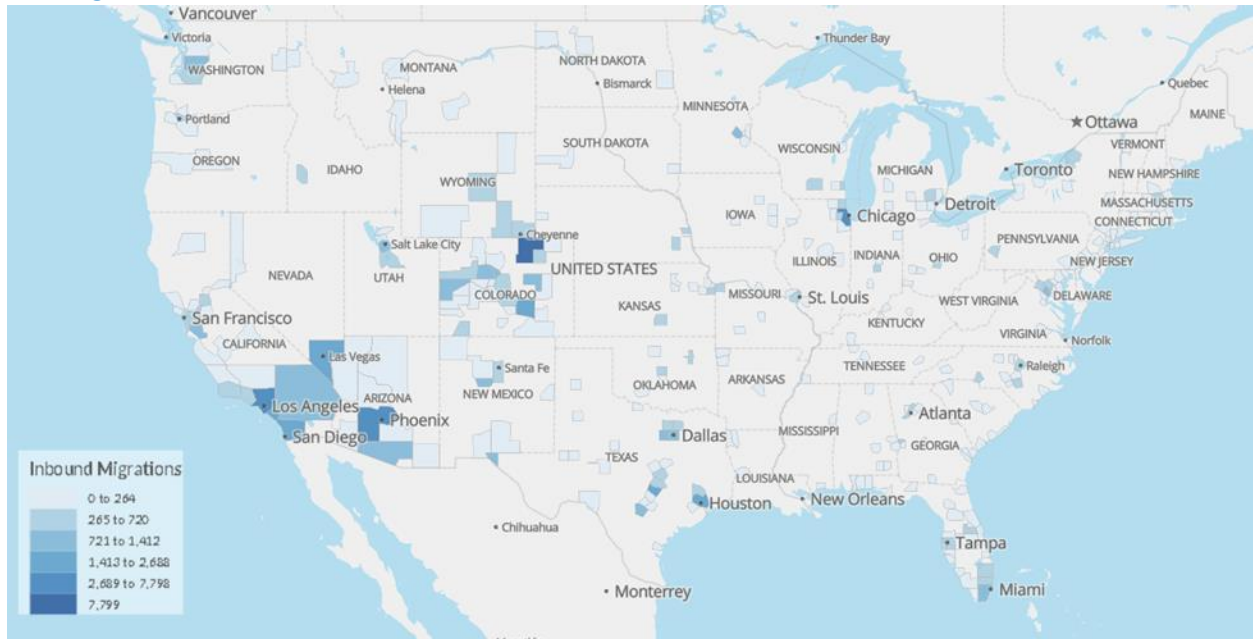 Vancouver
Victoria
WASHINGTON
MONTANA
NORTH DAKOTA
Thunder Bay
Helena
Bismarck
Quebec
MINNESOTA
MAINE
Portland
Ottawa
OREGON
IDAHO
SOUTH DAKOTA
WISCONSIN
VERMONT
MICHIGAN
Toronto
NEW HAMPSHIRE
WYOMING
Detroit
MASSACHUSETTS
IOWA
Chicago
CONNECTICUT
Cheyenne
Salt Lake City
PENNSYLVANIA
NEVADA
UTAH
UNITED STATES
ILLINOIS
INDIANA
OHIO
NEW JERSEY
COLORADO
KANSAS
MISSOURI
St. Louis
WEST VIRGINIA
DELAWARE
San Francisco
KENTUCKY
VIRGINIA
CALIFORNIA
Norfolk
Las Vegas
Santa Fe
TENNESSEE
Raleigh
OKLAHOMA
ARKANSAS
ARIZONA
NEW MEXICO
Los Angeles
Phoenix
Atlanta
San Diego
Dallas
MISSISSIPPI
GEORGIA
TEXAS
LOUISIANA
Houston
New Orleans
Chihuahua
Tampa
Monterrey
Miami
Inbound Migrations
0 to 264
265 to 720
721 to 1,412
1,413 to 2,688
2,689 to 7,798
7,799